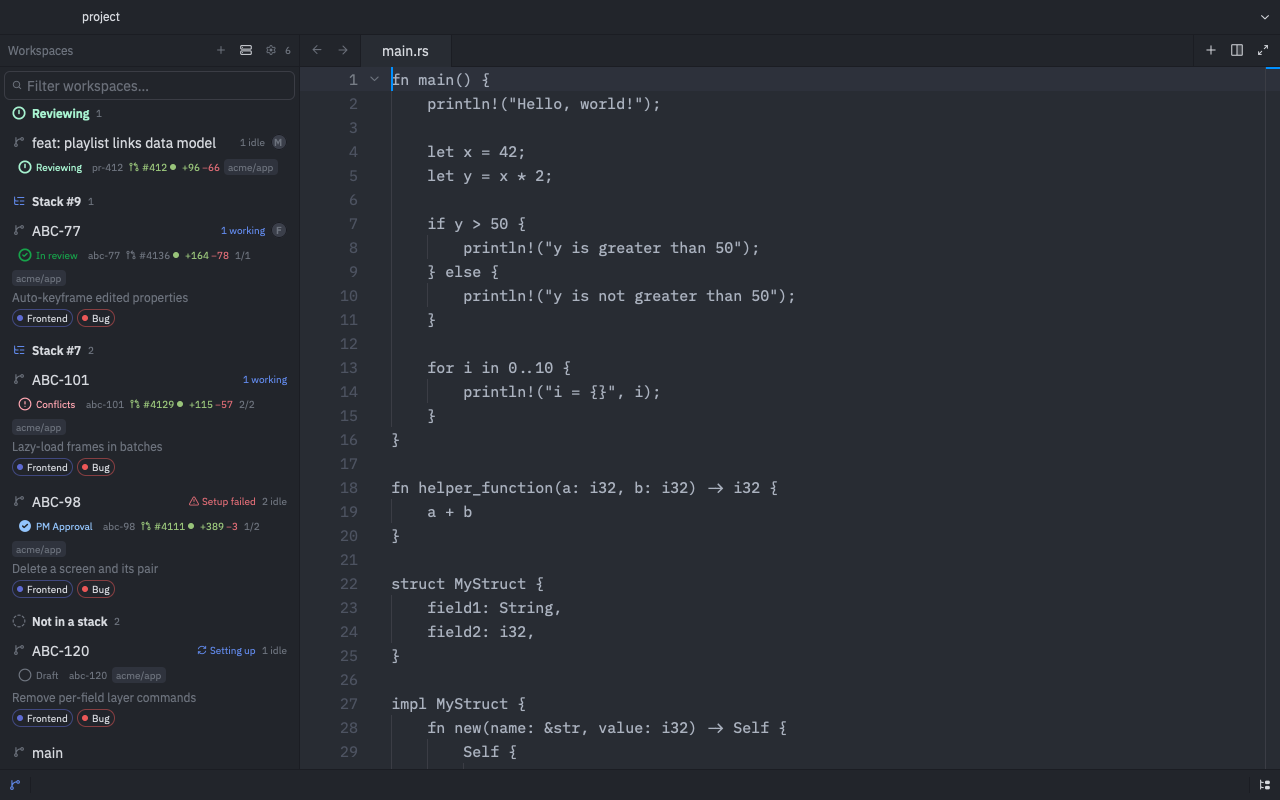 project
Workspaces 6
Filter workspaces...
Reviewing 1
feat: playlist links data model 1 idle M
Reviewing pr-412 #412 +96 −66 acme/app
Stack #9 1
ABC-77 1 working F
In review abc-77 #4136 +164 −78 1/1
acme/app
Auto-keyframe edited properties
Frontend Bug
Stack #7 2
ABC-101 1 working
Conflicts abc-101 #4129 +115 −57 2/2
acme/app
Lazy-load frames in batches
Frontend Bug
ABC-98 Setup failed 2 idle
PM Approval abc-98 #4111 +389 −3 1/2
acme/app
Delete a screen and its pair
Frontend Bug
Not in a stack 2
ABC-120 Setting up 1 idle
Draft abc-120 acme/app
Remove per-field layer commands
Frontend Bug
main
main.rs
1 fn main() {
2     println!("Hello, world!");
3
4     let x = 42;
5     let y = x * 2;
6
7     if y > 50 {
8         println!("y is greater than 50");
9     } else {
10         println!("y is not greater than 50");
11     }
12
13     for i in 0..10 {
14         println!("i = {}", i);
15     }
16 }
17
18 fn helper_function(a: i32, b: i32) -> i32 {
19     a + b
20 }
21
22 struct MyStruct {
23     field1: String,
24     field2: i32,
25 }
26
27 impl MyStruct {
28     fn new(name: &str, value: i32) -> Self {
29         Self {